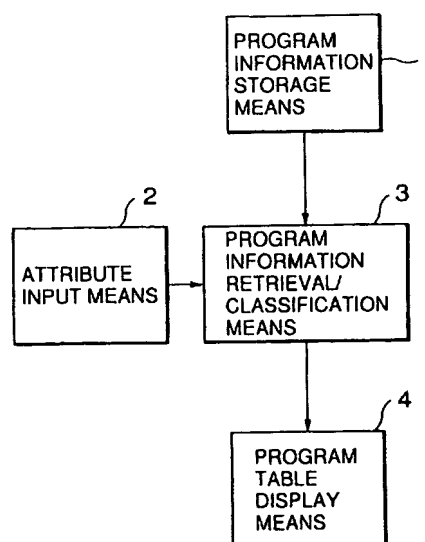 PROGRAM
INFORMATION
STORAGE
MEANS
2
3
ATTRIBUTE
INPUT MEANS
PROGRAM
INFORMATION
RETRIEVAL/
CLASSIFICATION
MEANS
4
PROGRAM
TABLE
DISPLAY
MEANS